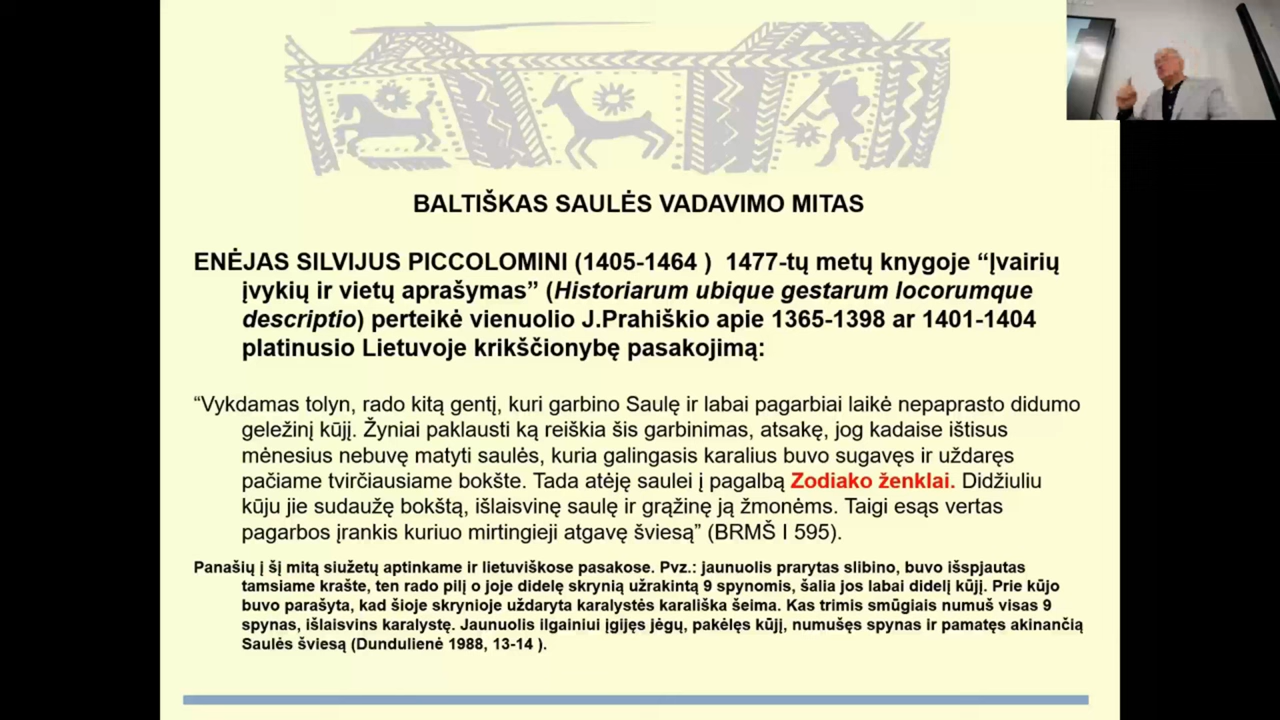 BALTIŠKAS SAULĖS VADAVIMO MITAS
ENĖJAS SILVIJUS PICCOLOMINI (1405-1464 ) 1477-tų metų knygoje “Įvairių
įvykių ir vietų aprašymas” (Historiarum ubique gestarum locorumque
descriptio) perteikė vienuolio J.Prahiškio apie 1365-1398 ar 1401-1404
platinusio Lietuvoje krikščionybę pasakojimą:
“Vykdamas tolyn, rado kitą gentį, kuri garbino Saulę ir labai pagarbiai laikė nepaprasto didumo
geležinį kūjį. Žyniai paklausti ką reiškia šis garbinimas, atsakę, jog kadaise ištisus
mėnesius nebuvę matyti saulės, kuria galingasis karalius buvo sugavęs ir uždaręs
pačiame tvirčiausiame bokšte. Tada atėję saulei į pagalbą Zodiako ženklai. Didžiuliu
kūju jie sudaužę bokštą, išlaisvinę saulę ir grąžinę ją žmonėms. Taigi esąs vertas
pagarbos įrankis kuriuo mirtingieji atgavę šviesą” (BRMŠ I 595).
Panašių į šį mitą siužetų aptinkame ir lietuviškose pasakose. Pvz.: jaunuolis prarytas slibino, buvo išspjautas
tamsiame krašte, ten rado pilį o joje didelę skrynią užrakintą 9 spynomis, šalia jos labai didelį kūjį. Prie kūjo
buvo parašyta, kad šioje skrynioje uždaryta karalystės karališka šeima. Kas trimis smūgiais numuš visas 9
spynas, išlaisvins karalystę. Jaunuolis ilgainiui įgijęs jėgų, pakėlęs kūjį, numušęs spynas ir pamatęs akinančią
Saulės šviesą (Dundulienė 1988, 13-14 ).